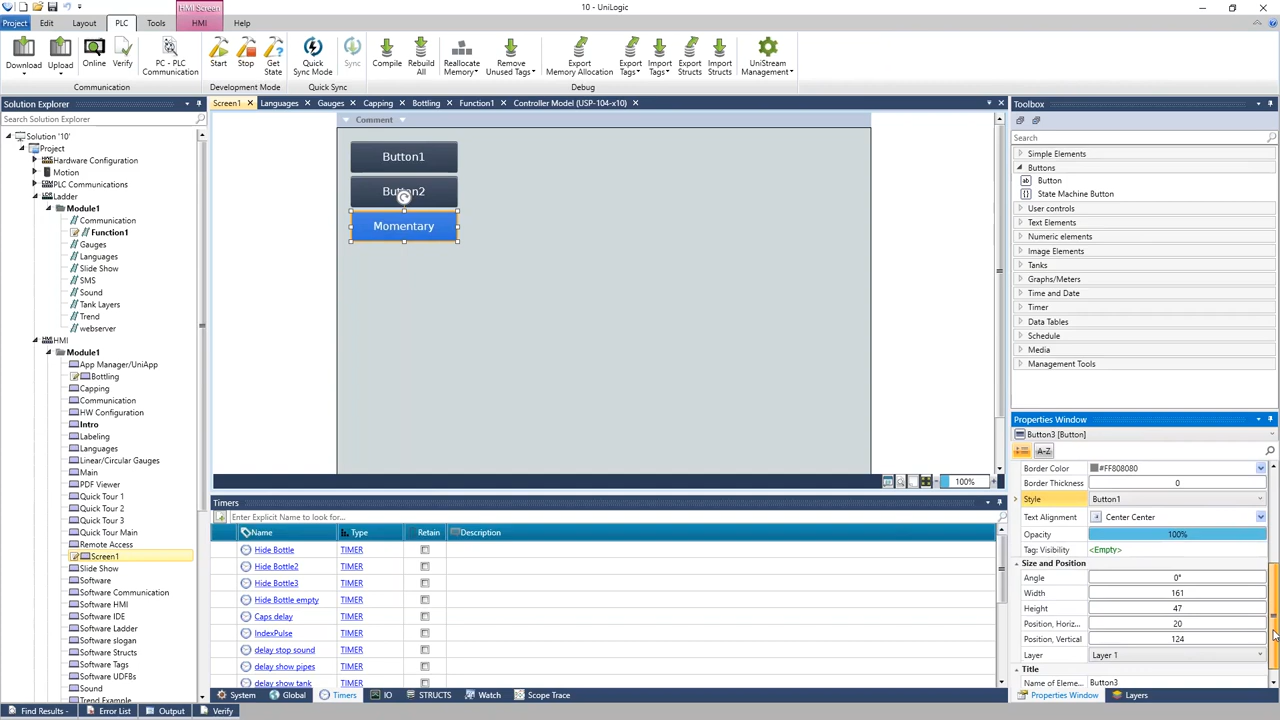 HMI Screen
10 - UniLogic
Project Edit Layout PLC Tools HMI Help
Download Upload Online Verify PC - PLC Communication Start Stop Get State Quick Sync Mode Sync Compile Rebuild All Reallocate Memory Remove Unused Tags Export Memory Allocation Export Tags Import Tags Export Structs Import Structs UniStream Management
Communication Development Mode Quick Sync Debug
Solution Explorer
Search Solution Explorer
Solution '10'
Project
Hardware Configuration
Motion
PLC Communications
Ladder
Module1
Communication
Function1
Gauges
Languages
Slide Show
SMS
Sound
Tank Layers
Trend
webserver
HMI
Module1
App Manager/UniApp
Bottling
Capping
Communication
HW Configuration
Intro
Labeling
Languages
Linear/Circular Gauges
Main
PDF Viewer
Quick Tour 1
Quick Tour 2
Quick Tour 3
Quick Tour Main
Remote Access
Screen1
Slide Show
Software
Software Communication
Software HMI
Software IDE
Software Ladder
Software slogan
Software Structs
Software Tags
Software UDFBs
Sound
Trend Example
Screen1 Languages Gauges Capping Bottling Function1 Controller Model (USP-104-x10)
Comment
Button1
Button2
Momentary
100%
Timers
Enter Explicit Name to look for...
Name Type Retain Description
Hide Bottle TIMER
Hide Bottle2 TIMER
Hide Bottle3 TIMER
Hide Bottle empty TIMER
Caps delay TIMER
IndexPulse TIMER
delay stop sound TIMER
delay show pipes TIMER
delay show tank TIMER
System Global Timers IO STRUCTS Watch Scope Trace
Toolbox
Search
Simple Elements
Buttons
Button
State Machine Button
User controls
Text Elements
Numeric elements
Image Elements
Tanks
Graphs/Meters
Time and Date
Timer
Data Tables
Schedule
Media
Management Tools
Properties Window
Button3 [Button]
A-Z
Border Color #FF808080
Border Thickness 0
Style Button1
Text Alignment Center Center
Opacity 100%
Tag: Visibility <Empty>
Size and Position
Angle 0°
Width 161
Height 47
Position, Horiz... 20
Position, Vertical 124
Layer Layer 1
Title
Name of Eleme... Button3
Properties Window Layers
Find Results - Error List Output Verify